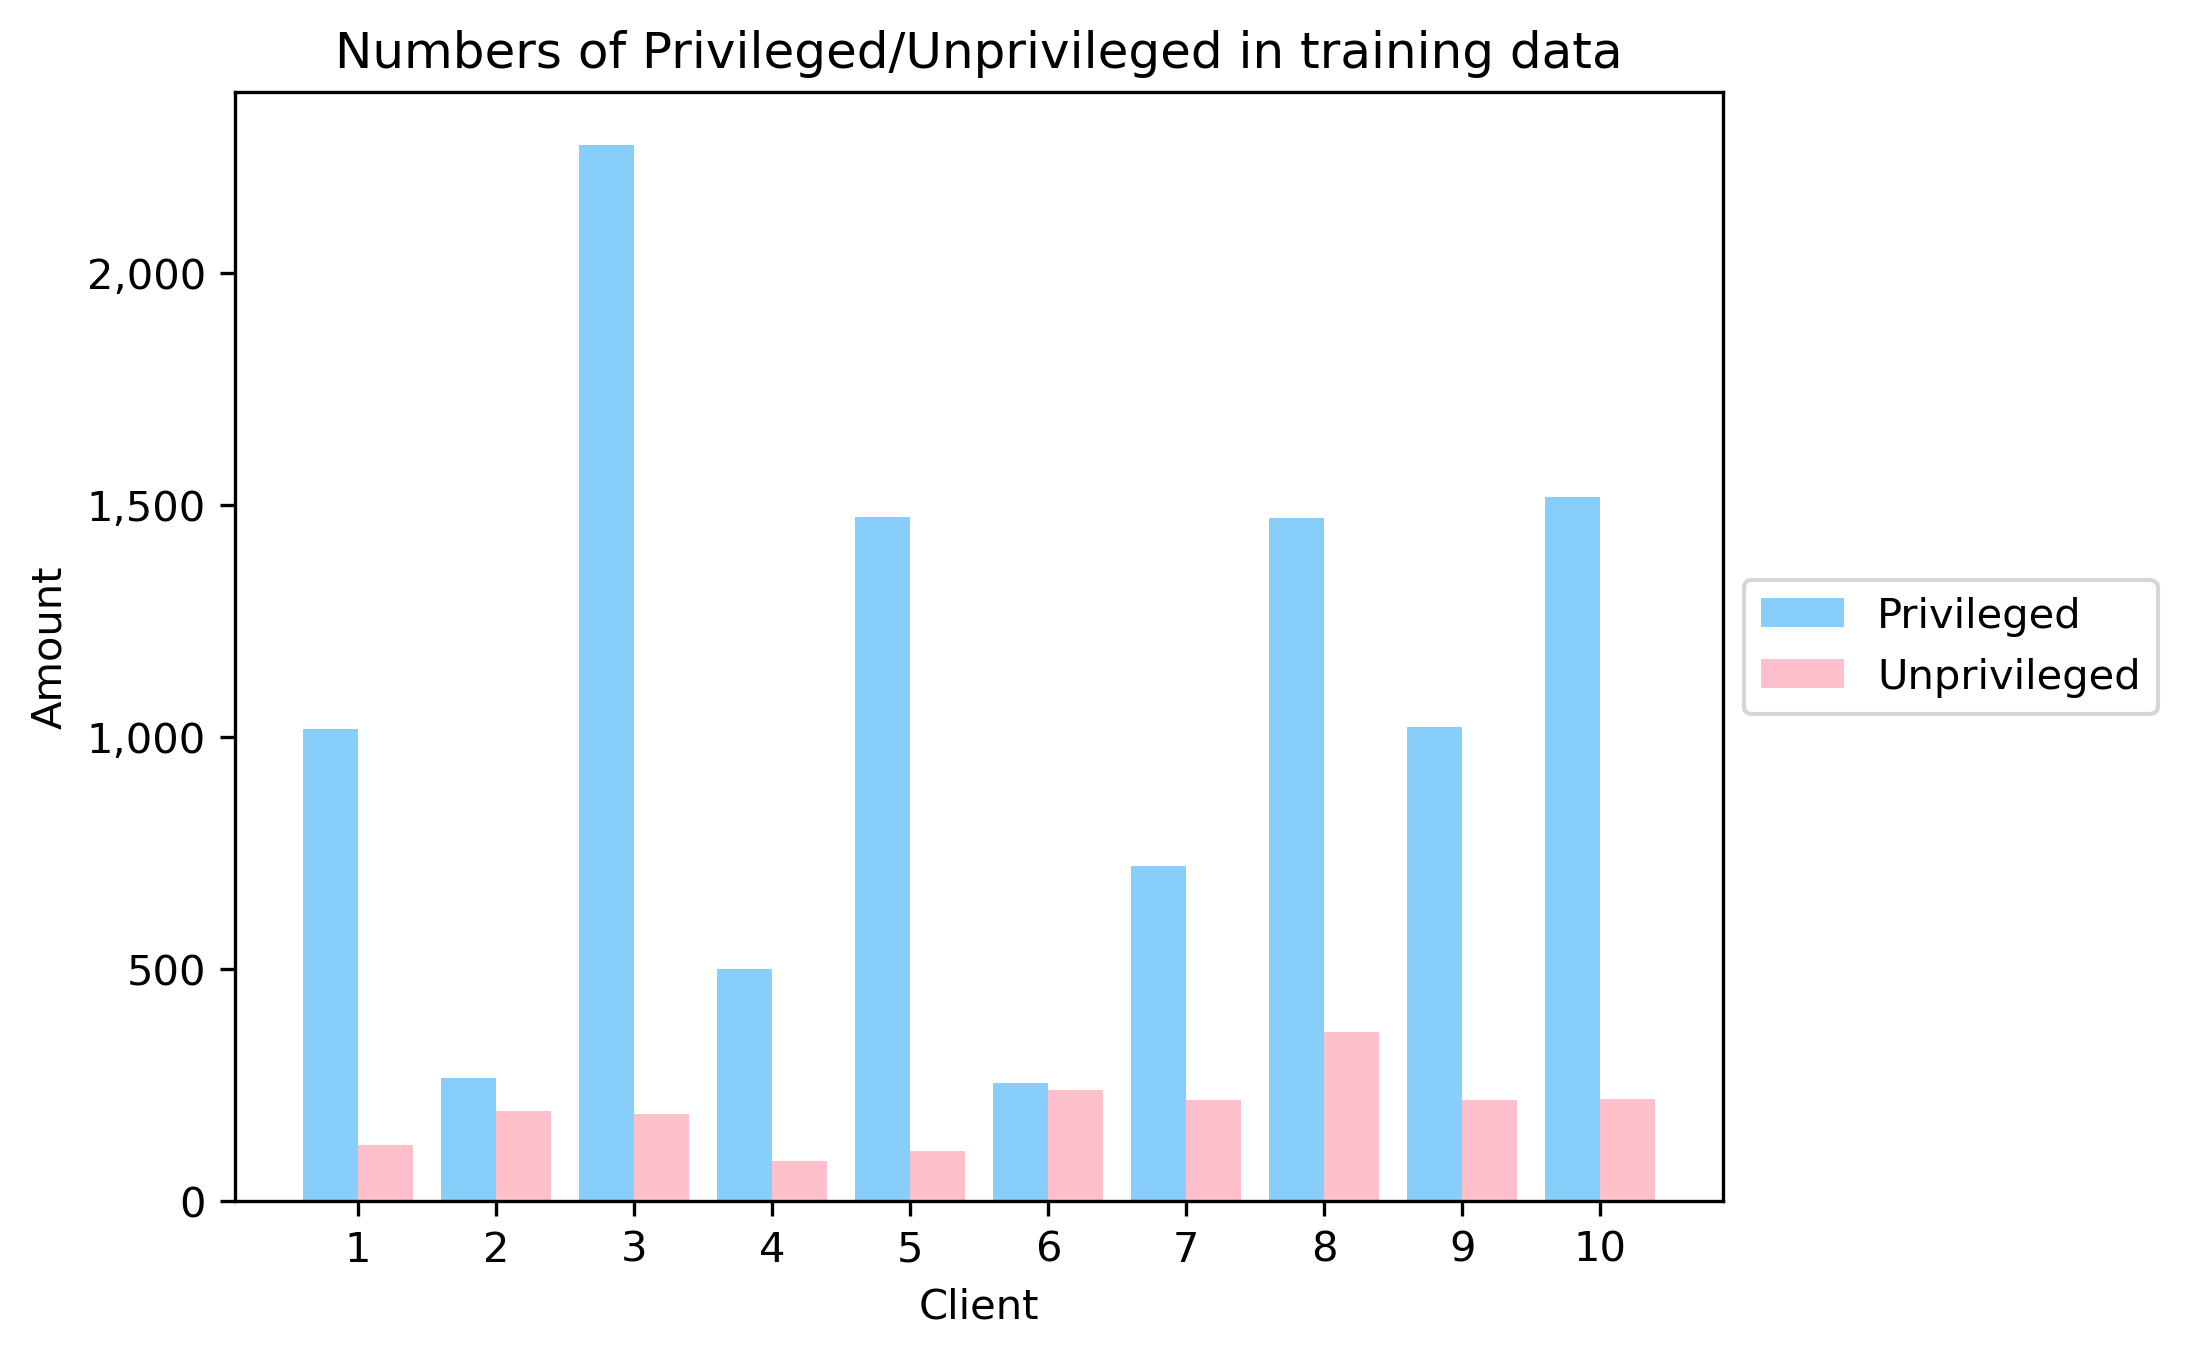 Numbers of Privileged/Unprivileged in training data
2,000
1,500
1,000
500
0
Amount
1 2 3 4 5 6 7 8 9 10
Client
Privileged
Unprivileged